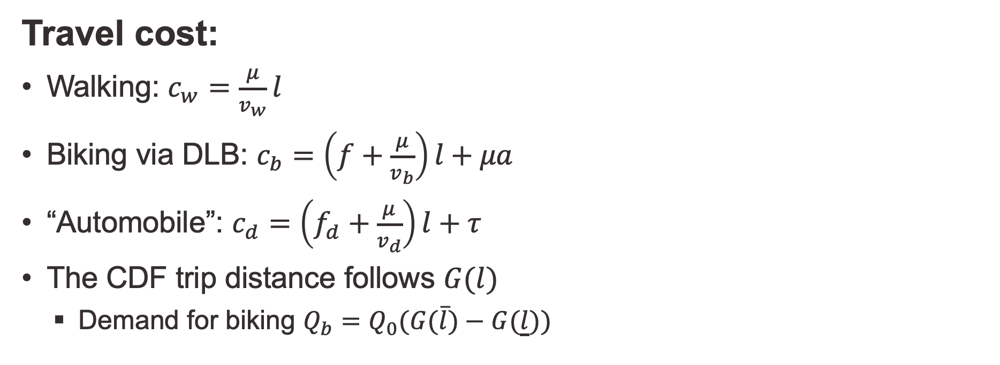 Travel cost:
• Walking: $c_w = \frac{\mu}{v_w} l$
• Biking via DLB: $c_b = \left(f + \frac{\mu}{v_b}\right) l + \mu a$
• “Automobile”: $c_d = \left(f_d + \frac{\mu}{v_d}\right) l + \tau$
• The CDF trip distance follows $G(l)$
▪ Demand for biking $Q_b = Q_0(G(\bar{l}) - G(\underline{l}))$